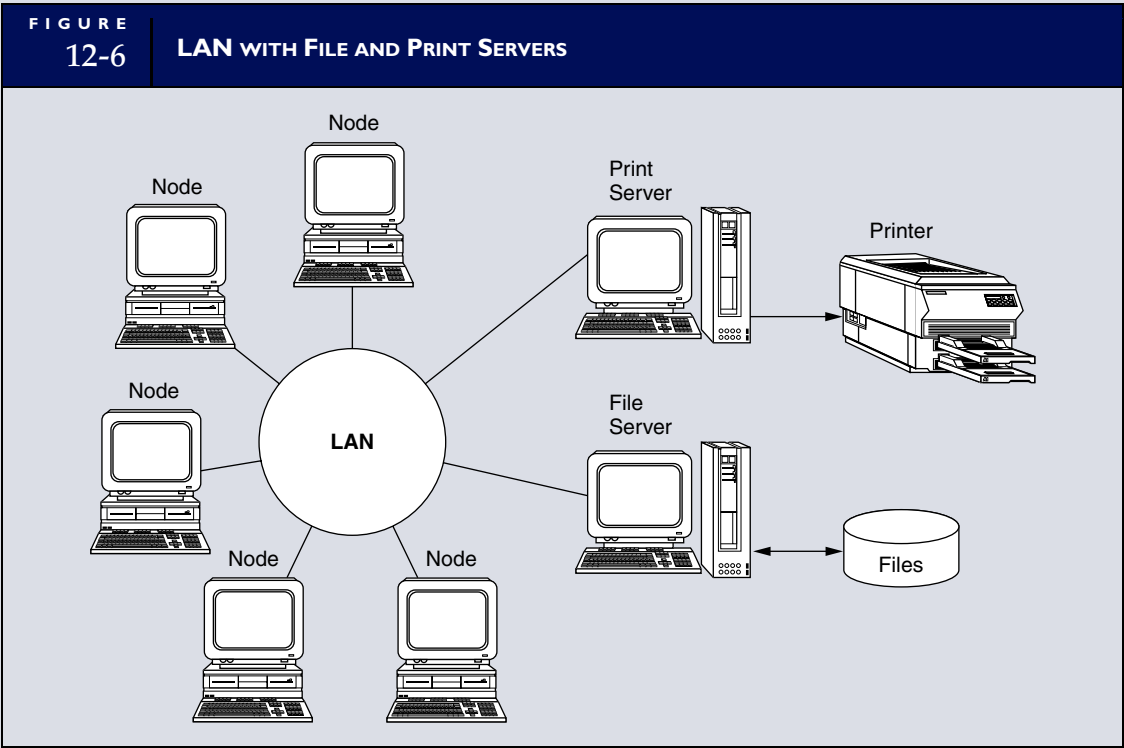 FIGURE
12-6
LAN WITH FILE AND PRINT SERVERS
Node
Node
Print
Server
Printer
Node
LAN
File
Server
Files
Node
Node